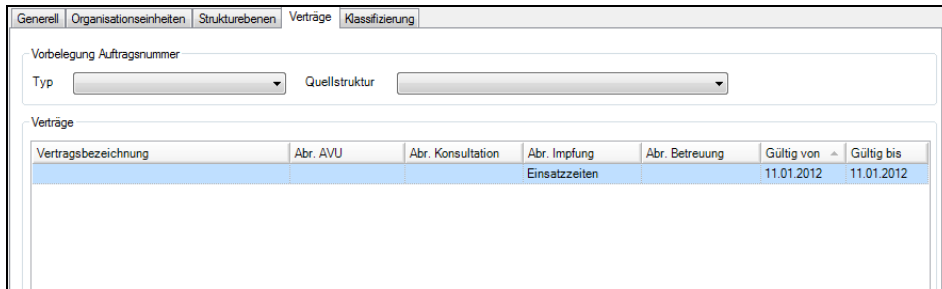 Generell Organisationseinheiten Strukturebenen Verträge Klassifizierung
Vorbelegung Auftragsnummer
Typ Quellstruktur
Verträge
Vertragsbezeichnung Abr. AVU Abr. Konsultation Abr. Impfung Abr. Betreuung Gültig von Gültig bis
Einsatzzeiten 11.01.2012 11.01.2012